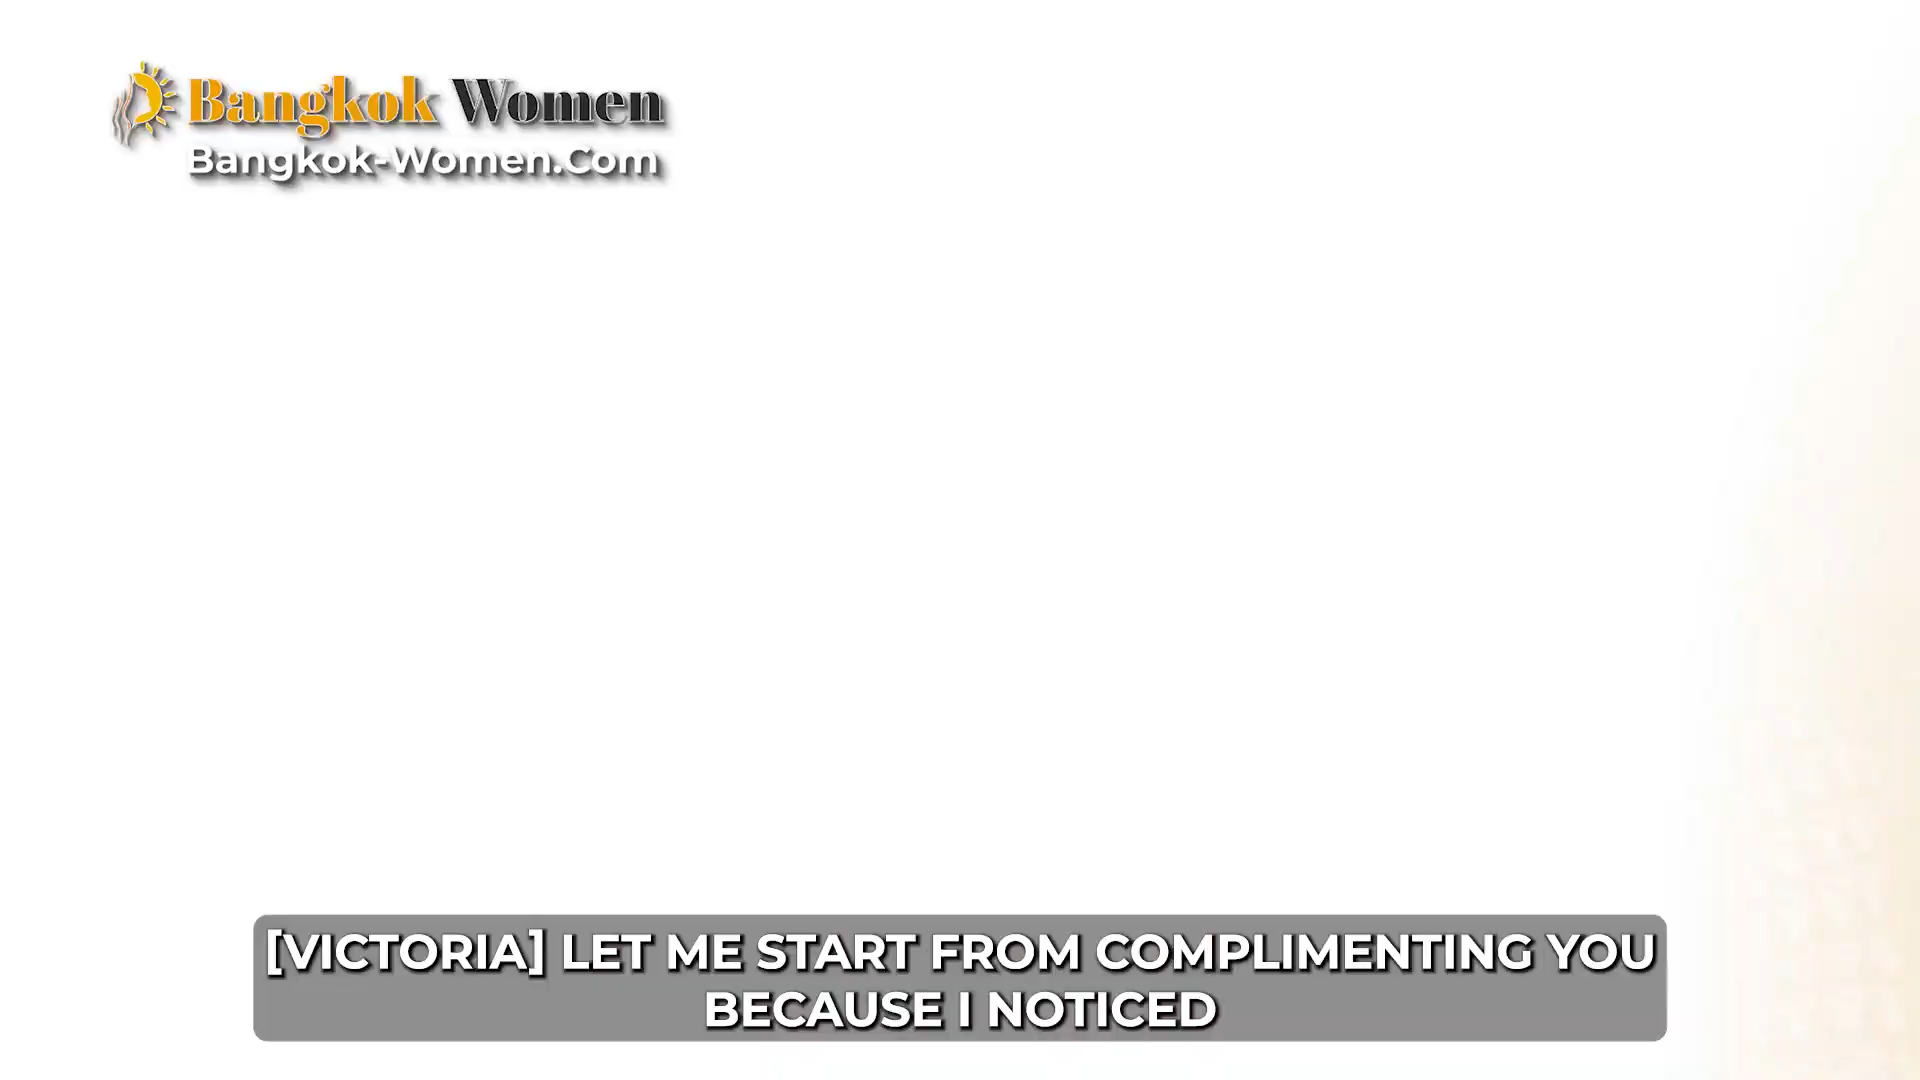 Bangkok Women
Bangkok-Women.Com
[VICTORIA] LET ME START FROM COMPLIMENTING YOU
BECAUSE I NOTICED